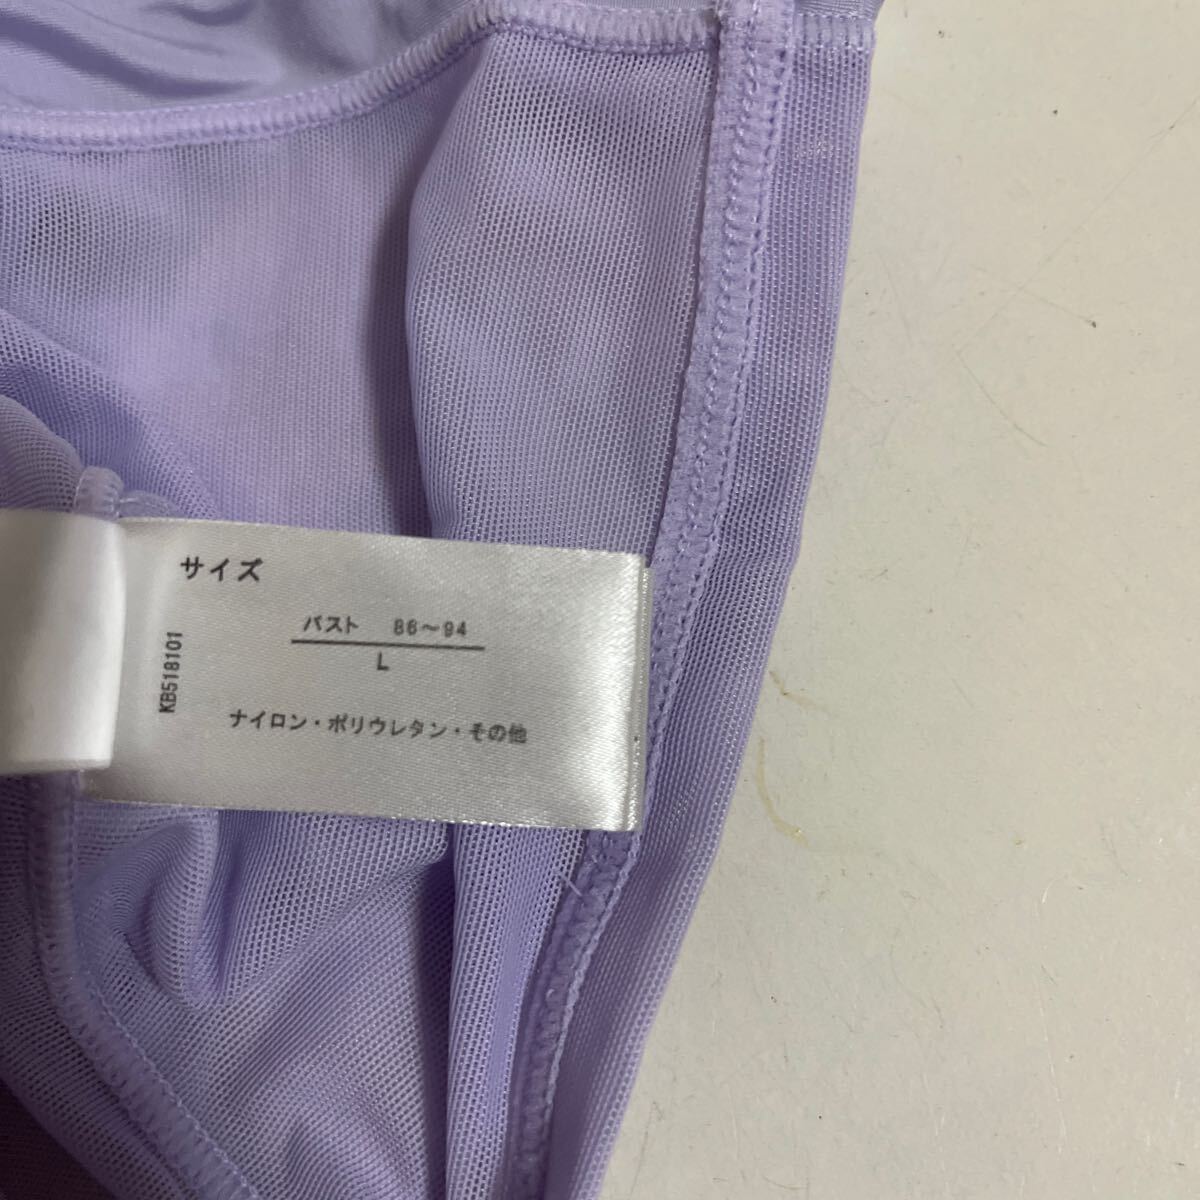 サイズ
バスト 86～94
L
KB518101
ナイロン・ポリウレタン・その他